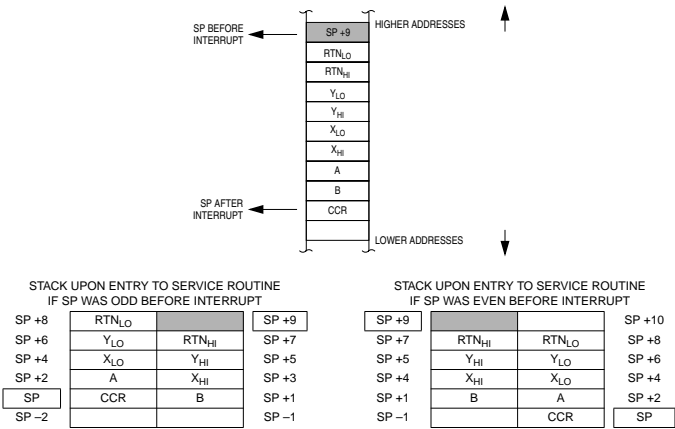 HIGHER ADDRESSES
SP BEFORE
INTERRUPT
SP +9
RTNLO
RTNHI
YLO
YHI
XLO
XHI
A
B
SP AFTER
INTERRUPT
CCR
LOWER ADDRESSES
STACK UPON ENTRY TO SERVICE ROUTINE
IF SP WAS ODD BEFORE INTERRUPT
SP +8 RTNLO SP +9
SP +6 YLO RTNHI SP +7
SP +4 XLO YHI SP +5
SP +2 A XHI SP +3
SP CCR B SP +1
SP –2 SP –1
STACK UPON ENTRY TO SERVICE ROUTINE
IF SP WAS EVEN BEFORE INTERRUPT
SP +9 SP +10
SP +7 RTNHI RTNLO SP +8
SP +5 YHI YLO SP +6
SP +4 XHI XLO SP +4
SP +1 B A SP +2
SP –1 CCR SP